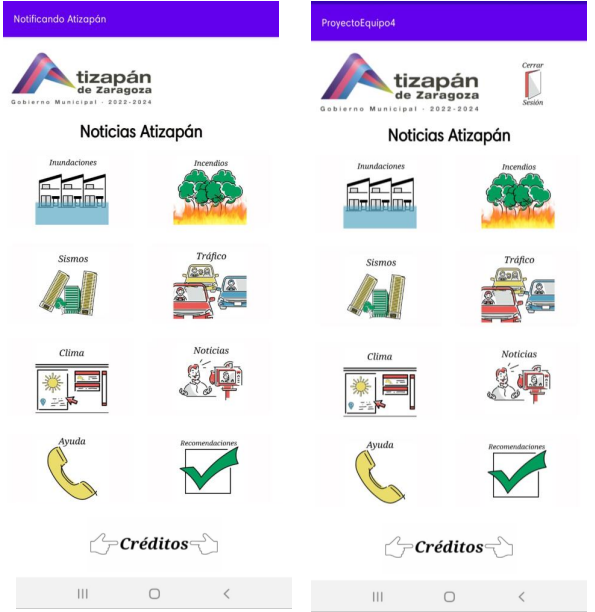 Notificando Atizapán
tizapán
de Zaragoza
Gobierno Municipal - 2022-2024
Noticias Atizapán
Inundaciones
Incendios
Sismos
Tráfico
Clima
Noticias
Ayuda
Recomendaciones
Créditos
ProyectoEquipo4
tizapán
de Zaragoza
Gobierno Municipal - 2022-2024
Cerrar
Sesión
Noticias Atizapán
Inundaciones
Incendios
Sismos
Tráfico
Clima
Noticias
Ayuda
Recomendaciones
Créditos